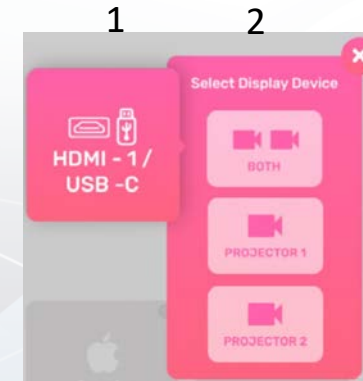 1 2
Select Display Device
HDMI - 1 /
USB -C
BOTH
PROJECTOR 1
PROJECTOR 2